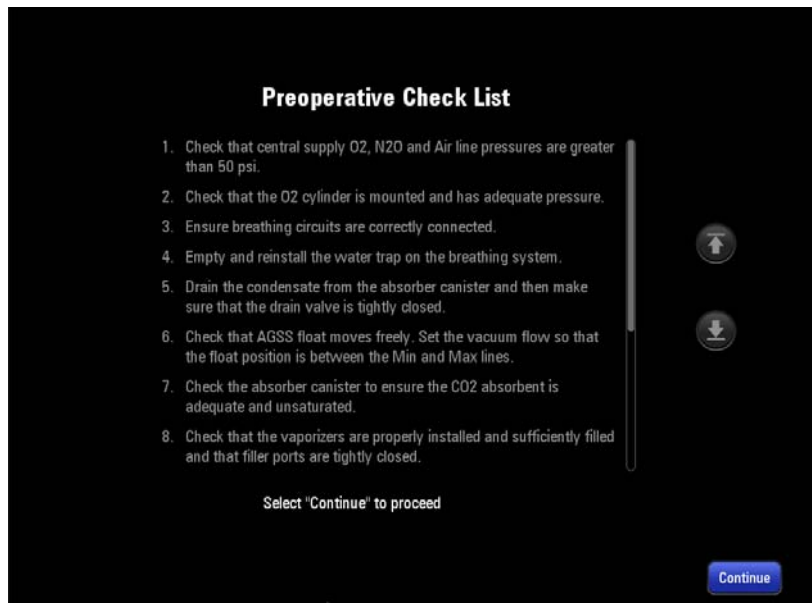 Preoperative Check List
1. Check that central supply O2, N2O and Air line pressures are greater
than 50 psi.
2. Check that the O2 cylinder is mounted and has adequate pressure.
3. Ensure breathing circuits are correctly connected.
4. Empty and reinstall the water trap on the breathing system.
5. Drain the condensate from the absorber canister and then make
sure that the drain valve is tightly closed.
6. Check that AGSS float moves freely. Set the vacuum flow so that
the float position is between the Min and Max lines.
7. Check the absorber canister to ensure the CO2 absorbent is
adequate and unsaturated.
8. Check that the vaporizers are properly installed and sufficiently filled
and that filler ports are tightly closed.
Select "Continue" to proceed
Continue